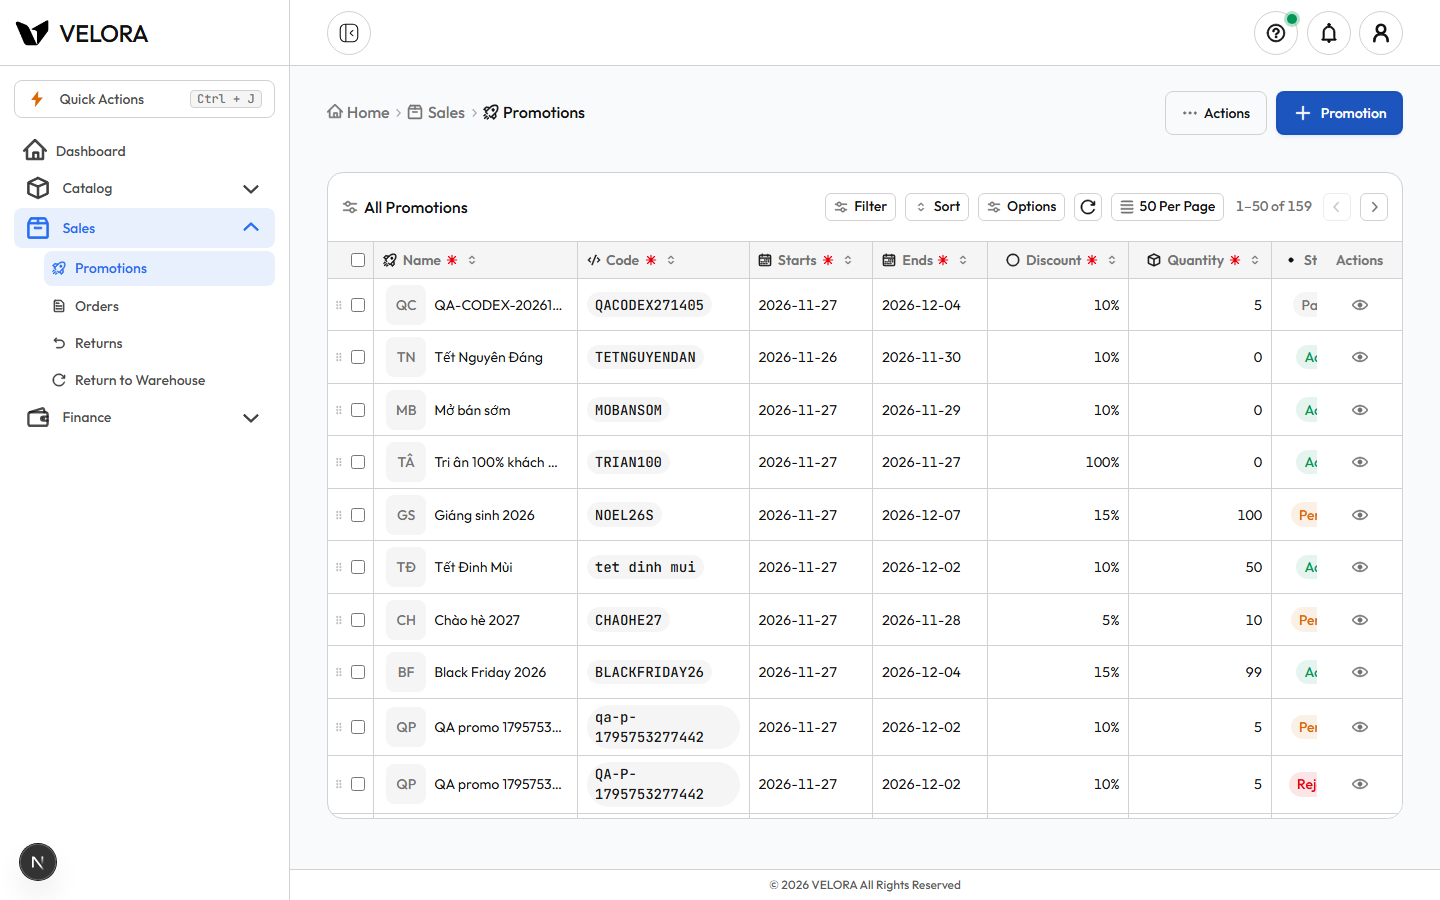 VELORA
Quick Actions Ctrl + J
Dashboard
Catalog
Sales
Promotions
Orders
Returns
Return to Warehouse
Finance
Home Sales Promotions
Actions Promotion
All Promotions Filter Sort Options 50 Per Page 1–50 of 159
Name * Code * Starts * Ends * Discount * Quantity * St Actions
QC QA-CODEX-20261... QACODEX271405 2026-11-27 2026-12-04 10% 5 Pa
TN Tết Nguyên Đáng TETNGUYENDAN 2026-11-26 2026-11-30 10% 0 Ac
MB Mở bán sớm MOBANSOM 2026-11-27 2026-11-29 10% 0 Ac
TÂ Tri ân 100% khách ... TRIAN100 2026-11-27 2026-11-27 100% 0 Ac
GS Giáng sinh 2026 NOEL26S 2026-11-27 2026-12-07 15% 100 Per
TĐ Tết Đinh Mùi tet dinh mui 2026-11-27 2026-12-02 10% 50 Ac
CH Chào hè 2027 CHAOHE27 2026-11-27 2026-11-28 5% 10 Per
BF Black Friday 2026 BLACKFRIDAY26 2026-11-27 2026-12-04 15% 99 Ac
QP QA promo 1795753... qa-p-1795753277442 2026-11-27 2026-12-02 10% 5 Per
QP QA promo 1795753... QA-P-1795753277442 2026-11-27 2026-12-02 10% 5 Rej
N
© 2026 VELORA All Rights Reserved